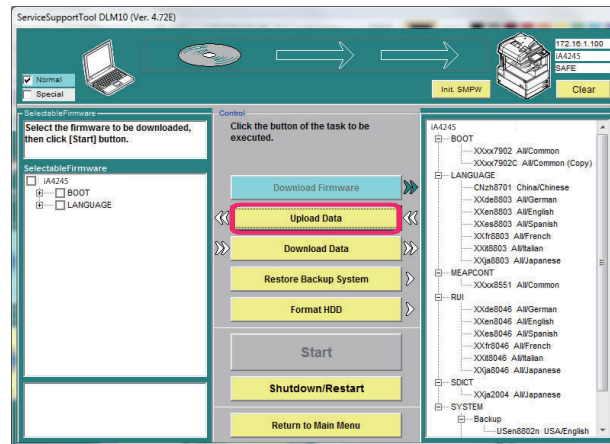 ServiceSupportTool DLM10 (Ver. 4.72E)
Normal
Special
172.16.1.100
iA4245
SAFE
Init. SMPW
Clear
SelectableFirmware
Select the firmware to be downloaded,
then click [Start] button.
SelectableFirmware
iA4245
BOOT
LANGUAGE
Control
Click the button of the task to be
executed.
Download Firmware
Upload Data
Download Data
Restore Backup System
Format HDD
Start
Shutdown/Restart
Return to Main Menu
iA4245
BOOT
XXxx7902 All/Common
XXxx7902C All/Common (Copy)
LANGUAGE
CNzh8701 China/Chinese
XXde8803 All/German
XXen8803 All/English
XXes8803 All/Spanish
XXfr8803 All/French
XXit8803 All/Italian
XXja8803 All/Japanese
MEAPCONT
XXxx8551 All/Common
RUI
XXde8046 All/German
XXen8046 All/English
XXes8046 All/Spanish
XXfr8046 All/French
XXit8046 All/Italian
XXja8046 All/Japanese
SDICT
XXja2004 All/Japanese
SYSTEM
Backup
USen8802n USA/English